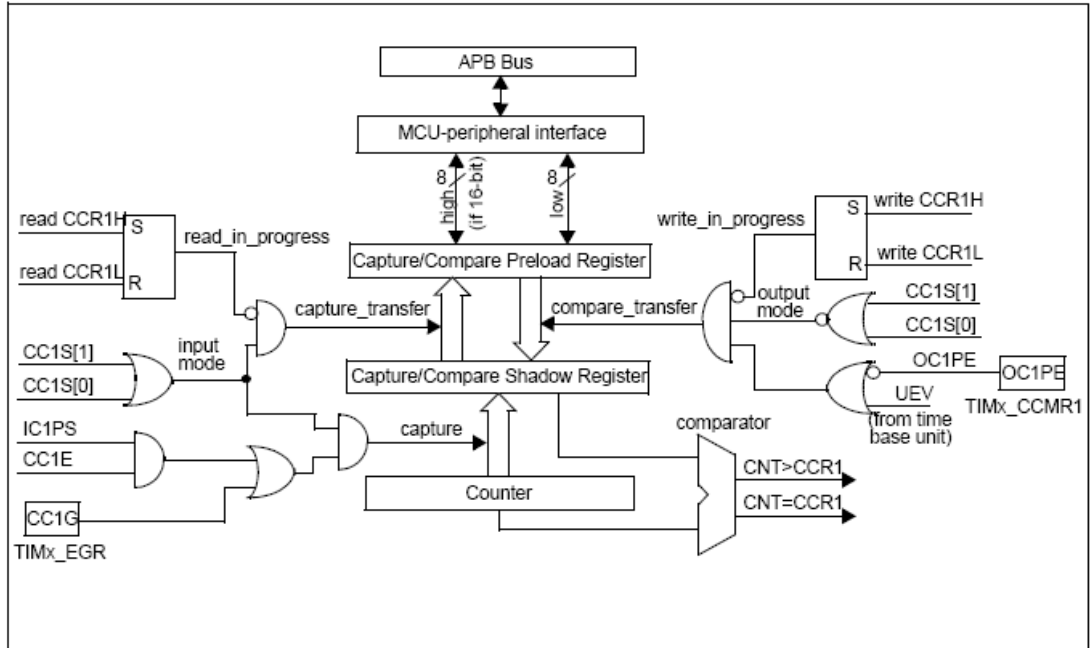 APB Bus
MCU-peripheral interface
8
high
(if 16-bit)
8
low
read CCR1H
S
read_in_progress
read CCR1L
R
write_in_progress
S
write CCR1H
R
write CCR1L
Capture/Compare Preload Register
capture_transfer
compare_transfer
output
mode
CC1S[1]
CC1S[0]
CC1S[1]
CC1S[0]
input
mode
Capture/Compare Shadow Register
OC1PE
OC1PE
UEV
TIMx_CCMR1
(from time
base unit)
IC1PS
CC1E
capture
comparator
CNT>CCR1
CNT=CCR1
Counter
CC1G
TIMx_EGR